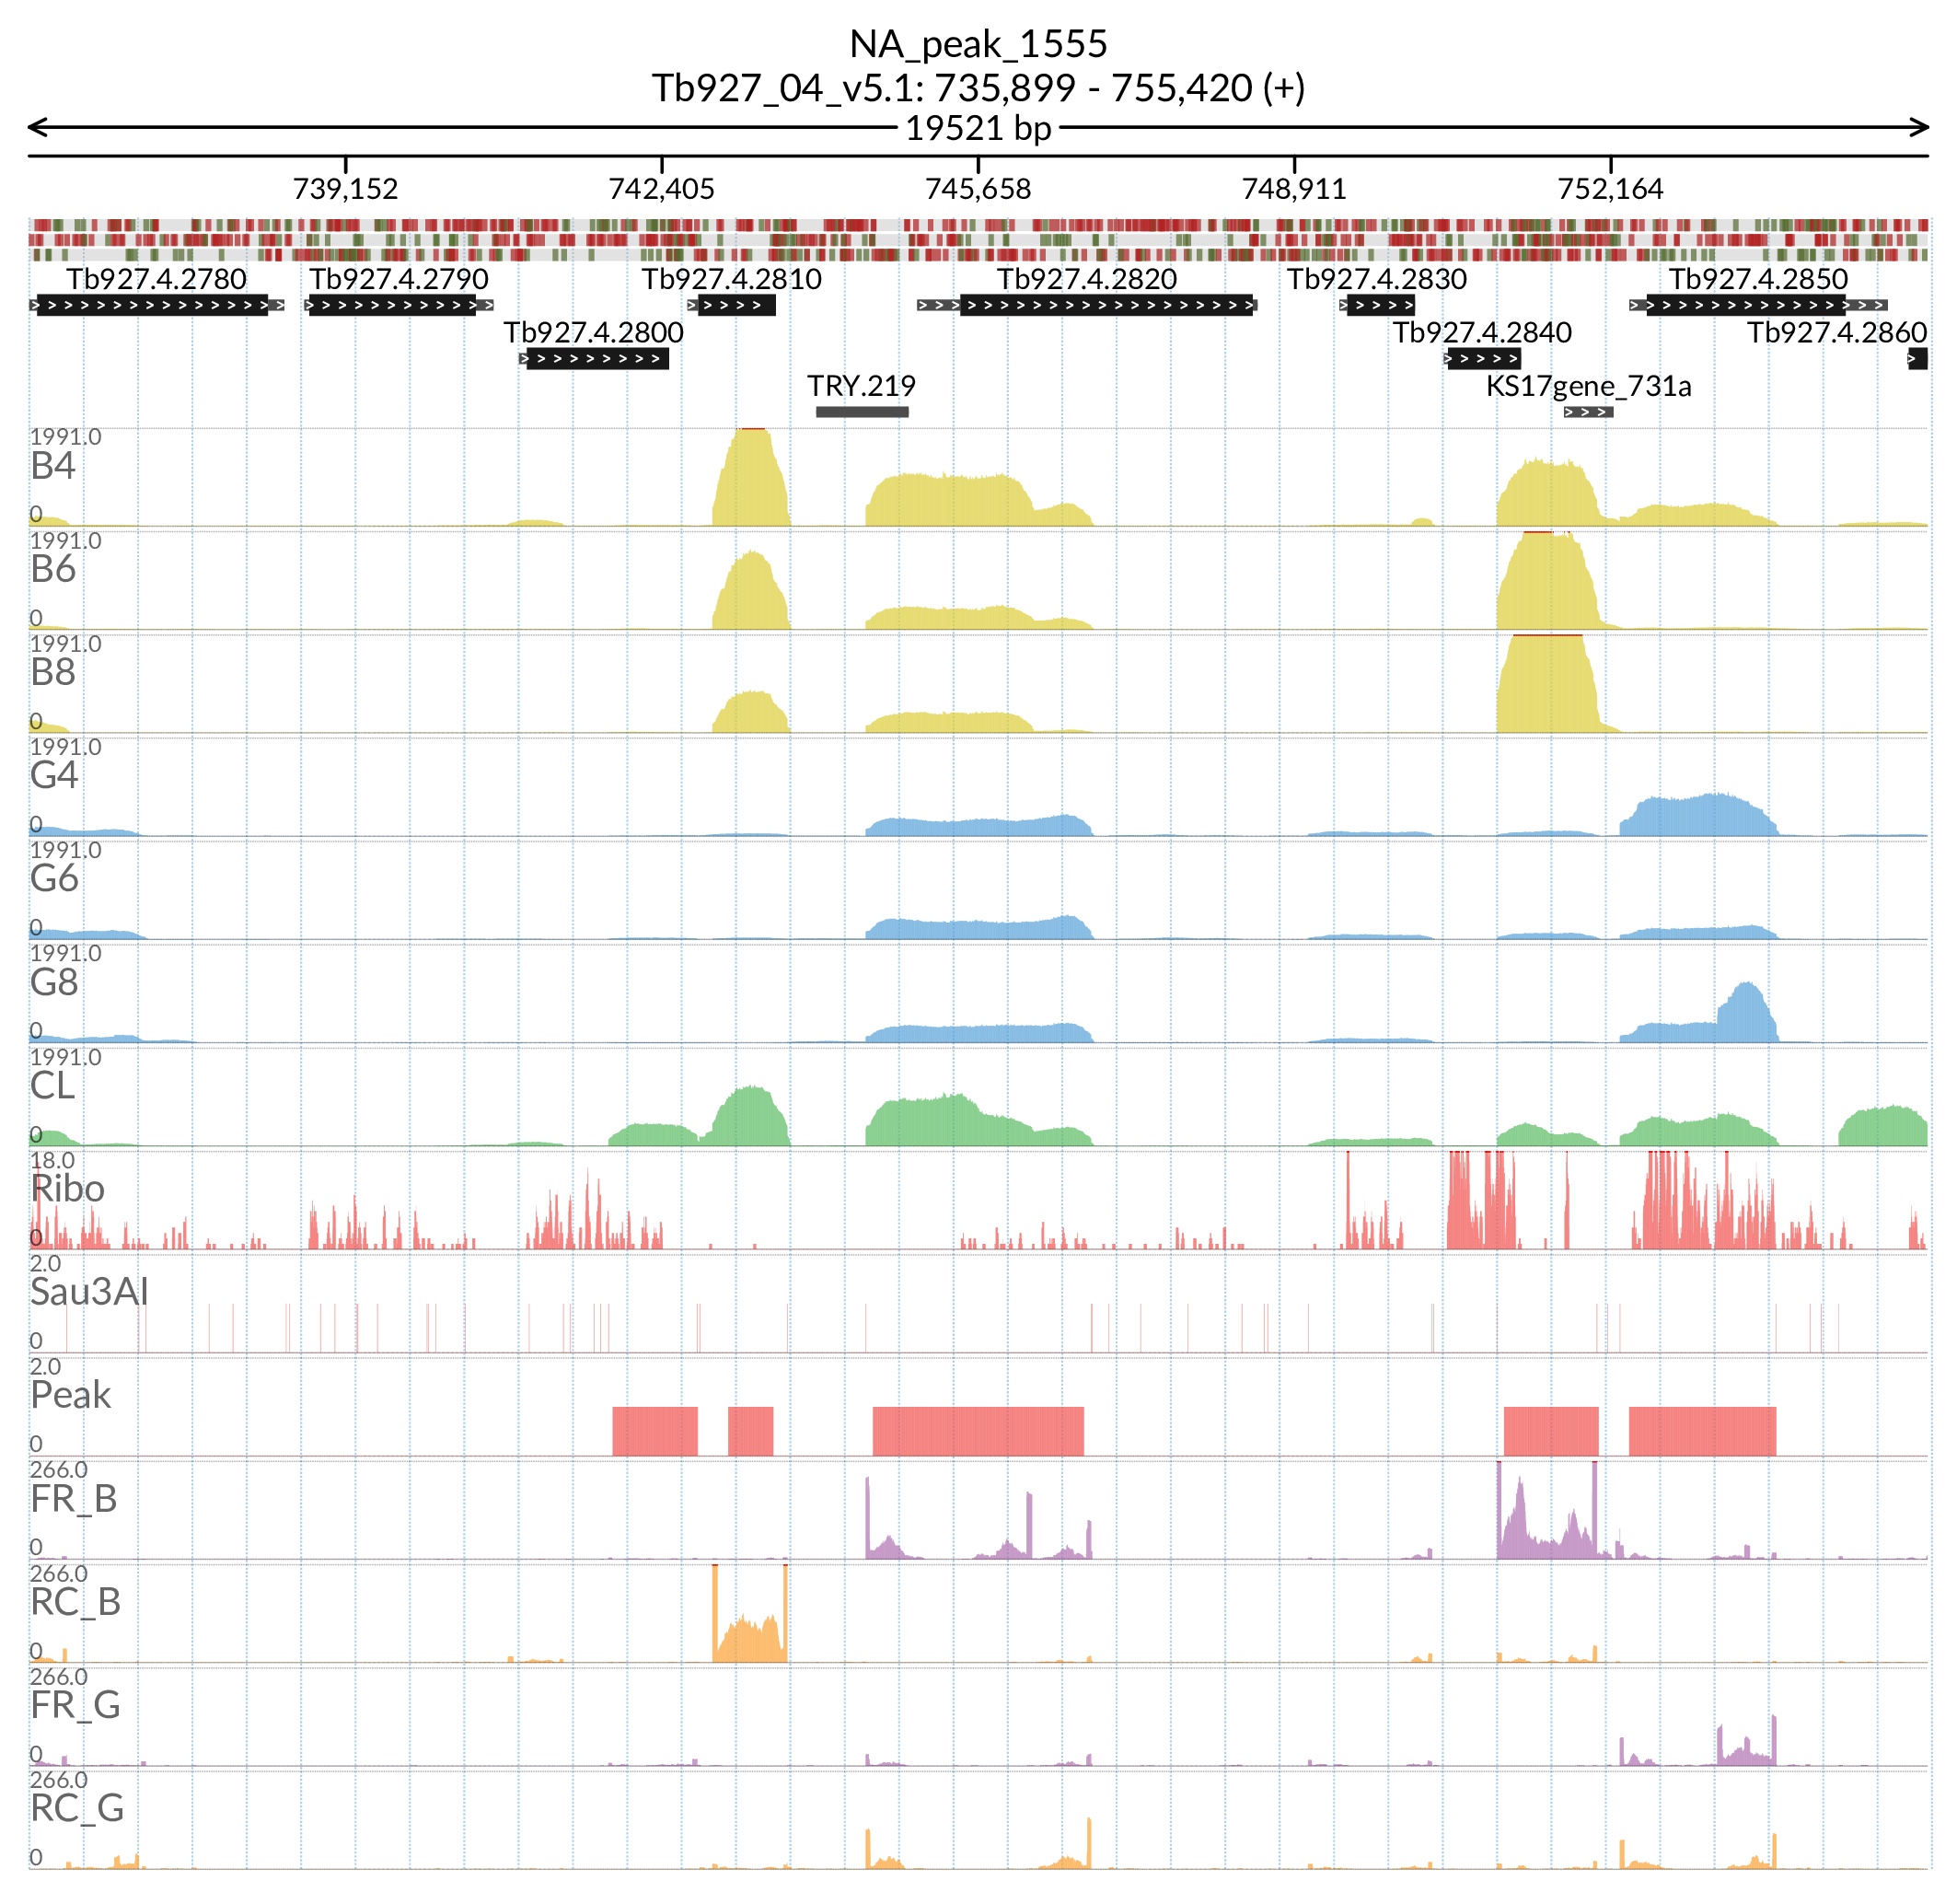 NA_peak_1555
Tb927_04_v5.1: 735,899 - 755,420 (+)
19521 bp
739,152 742,405 745,658 748,911 752,164
Tb927.4.2780 Tb927.4.2790 Tb927.4.2810 Tb927.4.2820 Tb927.4.2830 Tb927.4.2850
Tb927.4.2800 Tb927.4.2840 Tb927.4.2860
TRY.219 KS17gene_731a
1991.0
B4
0
1991.0
B6
0
1991.0
B8
0
1991.0
G4
0
1991.0
G6
0
1991.0
G8
0
1991.0
CL
0
18.0
Ribo
0
2.0
Sau3AI
0
2.0
Peak
0
266.0
FR_B
0
266.0
RC_B
0
266.0
FR_G
0
266.0
RC_G
0